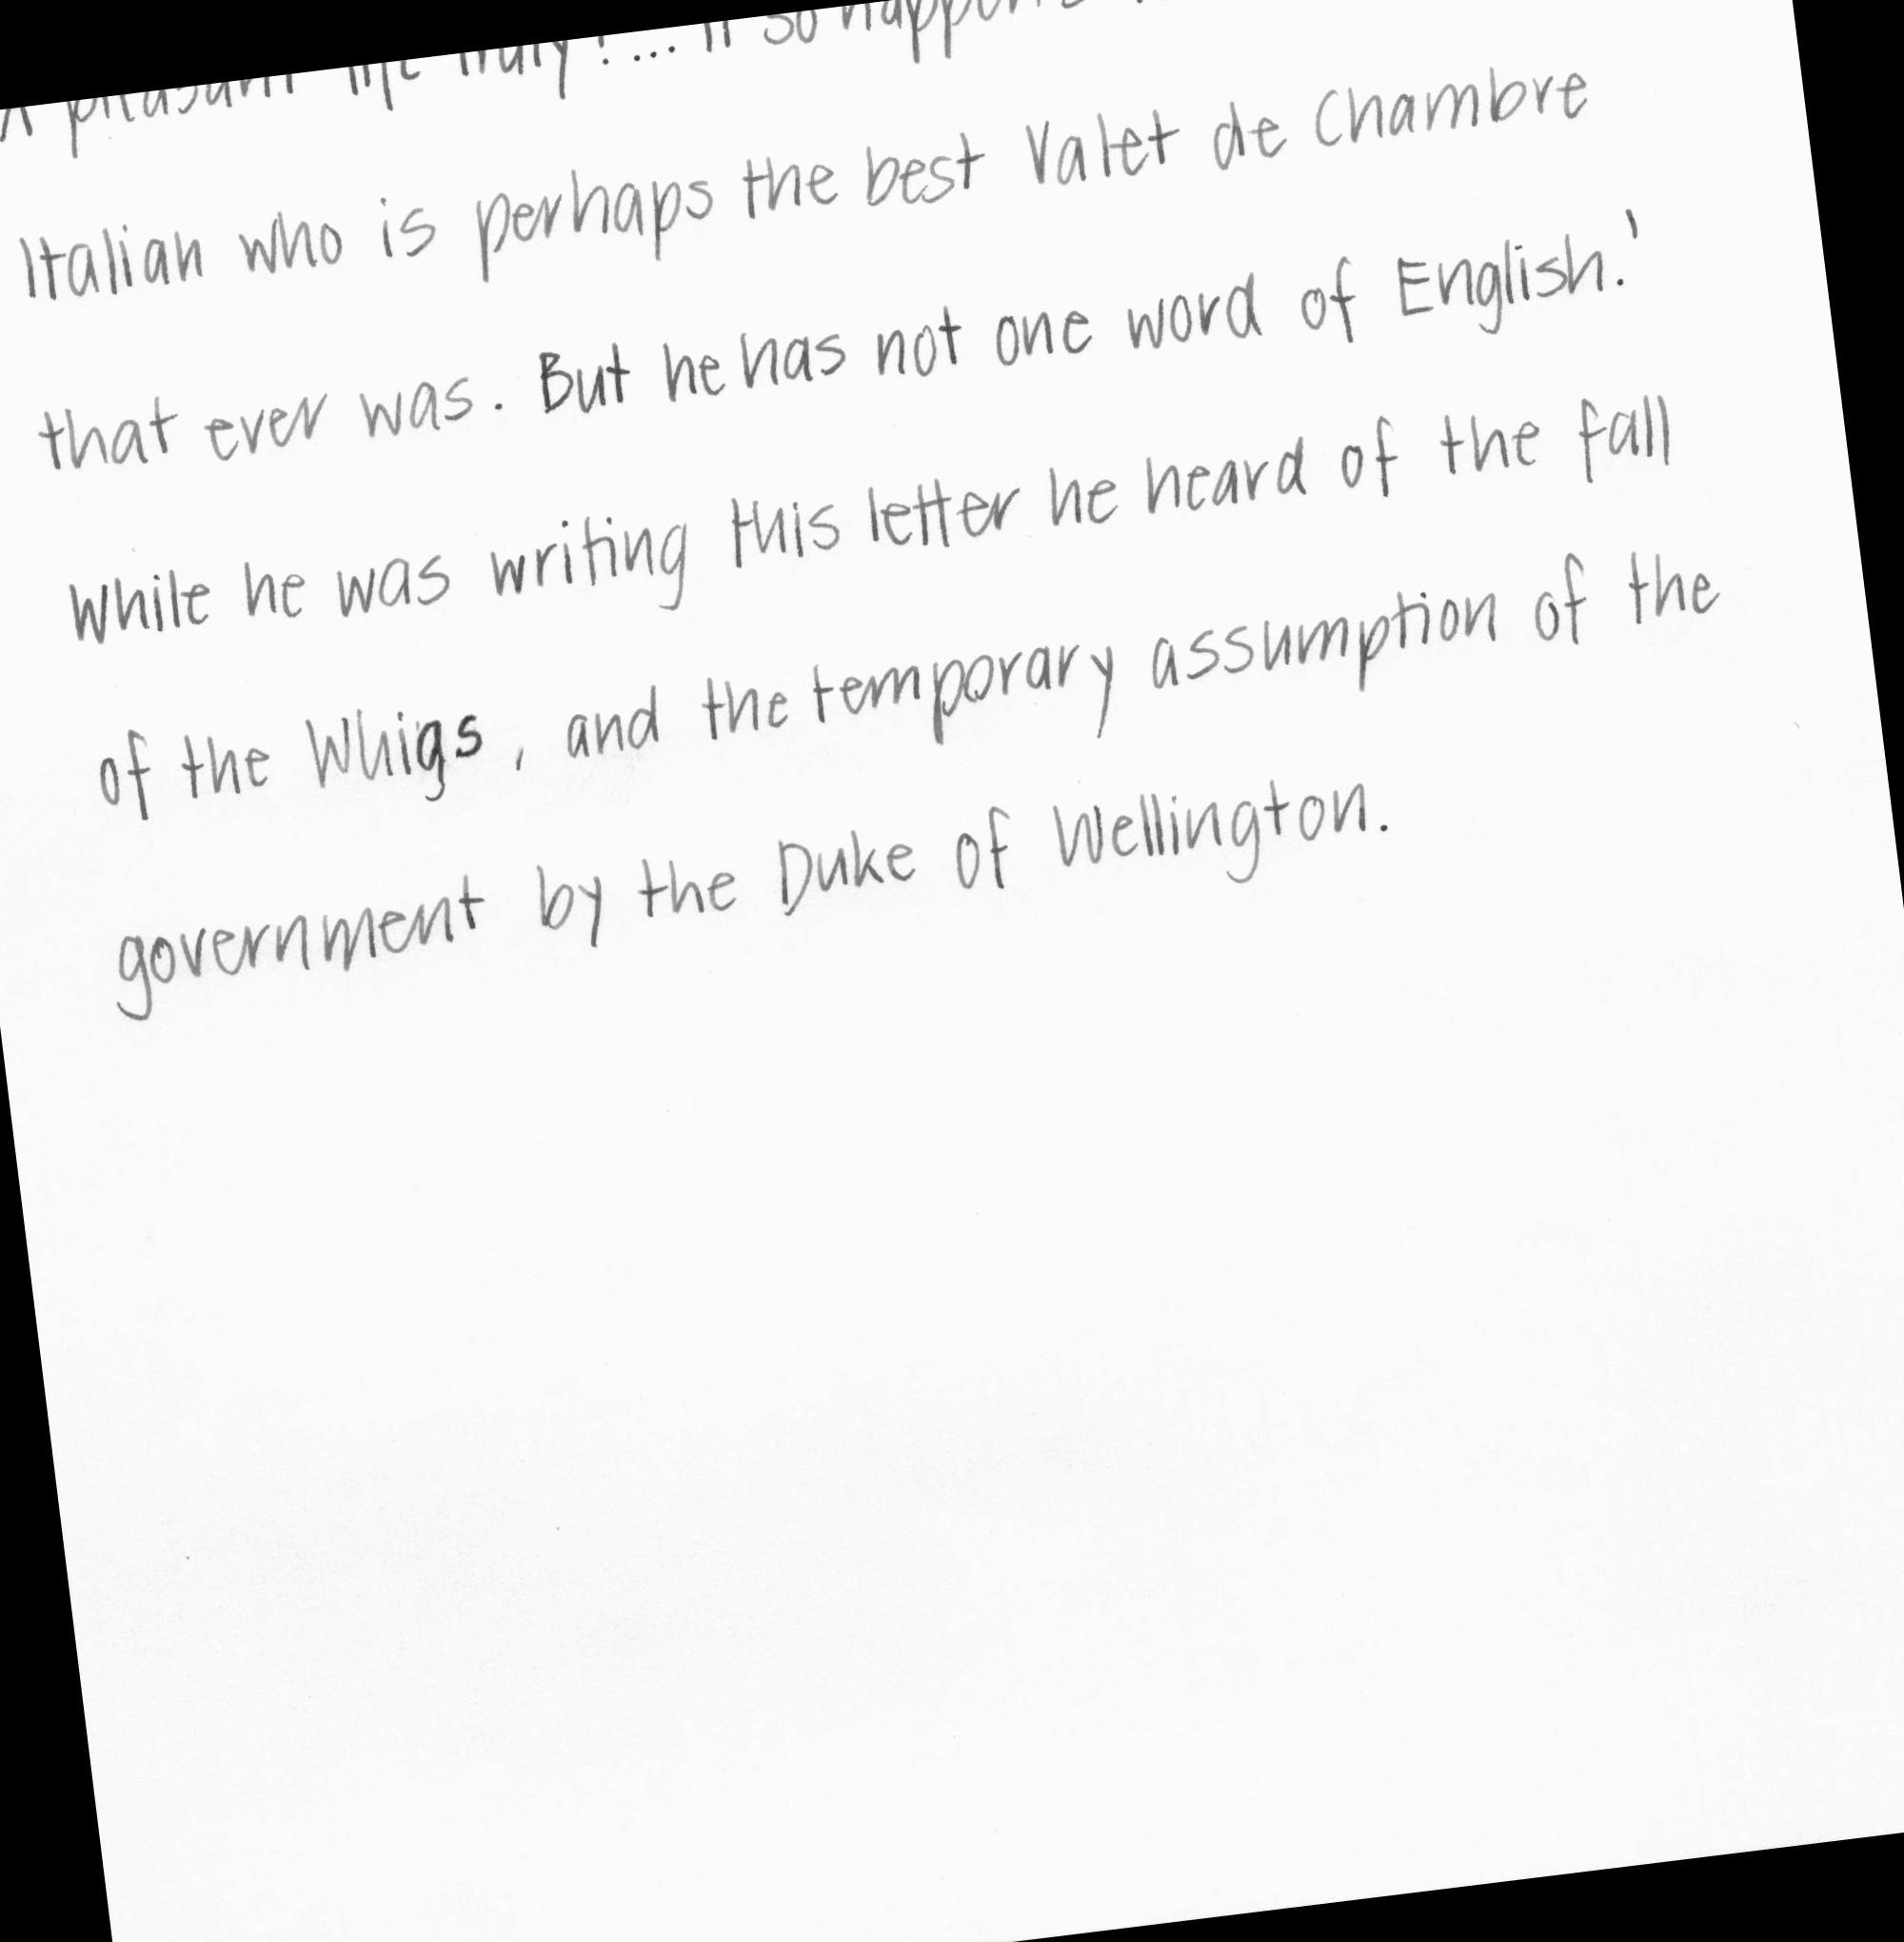 A pleasant life truly! ... It so happens
Italian who is perhaps the best Valet de Chambre
that ever was. But he has not one word of English.'
While he was writing this letter he heard of the fall
of the Whigs, and the temporary assumption of the
government by the Duke of Wellington.